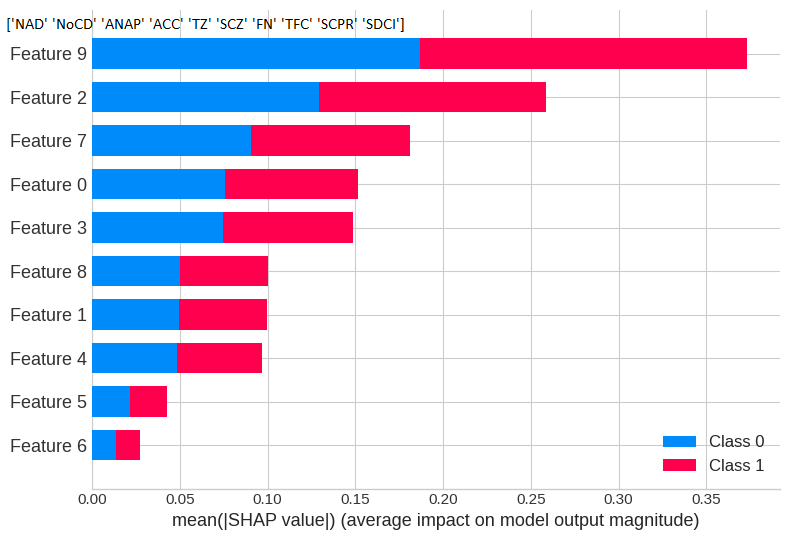 ['NAD' 'NoCD' 'ANAP' 'ACC' 'TZ' 'SCZ' 'FN' 'TFC' 'SCPR' 'SDCI']
Feature 9
Feature 2
Feature 7
Feature 0
Feature 3
Feature 8
Feature 1
Feature 4
Feature 5
Feature 6
Class 0
Class 1
0.00 0.05 0.10 0.15 0.20 0.25 0.30 0.35
mean(|SHAP value|) (average impact on model output magnitude)